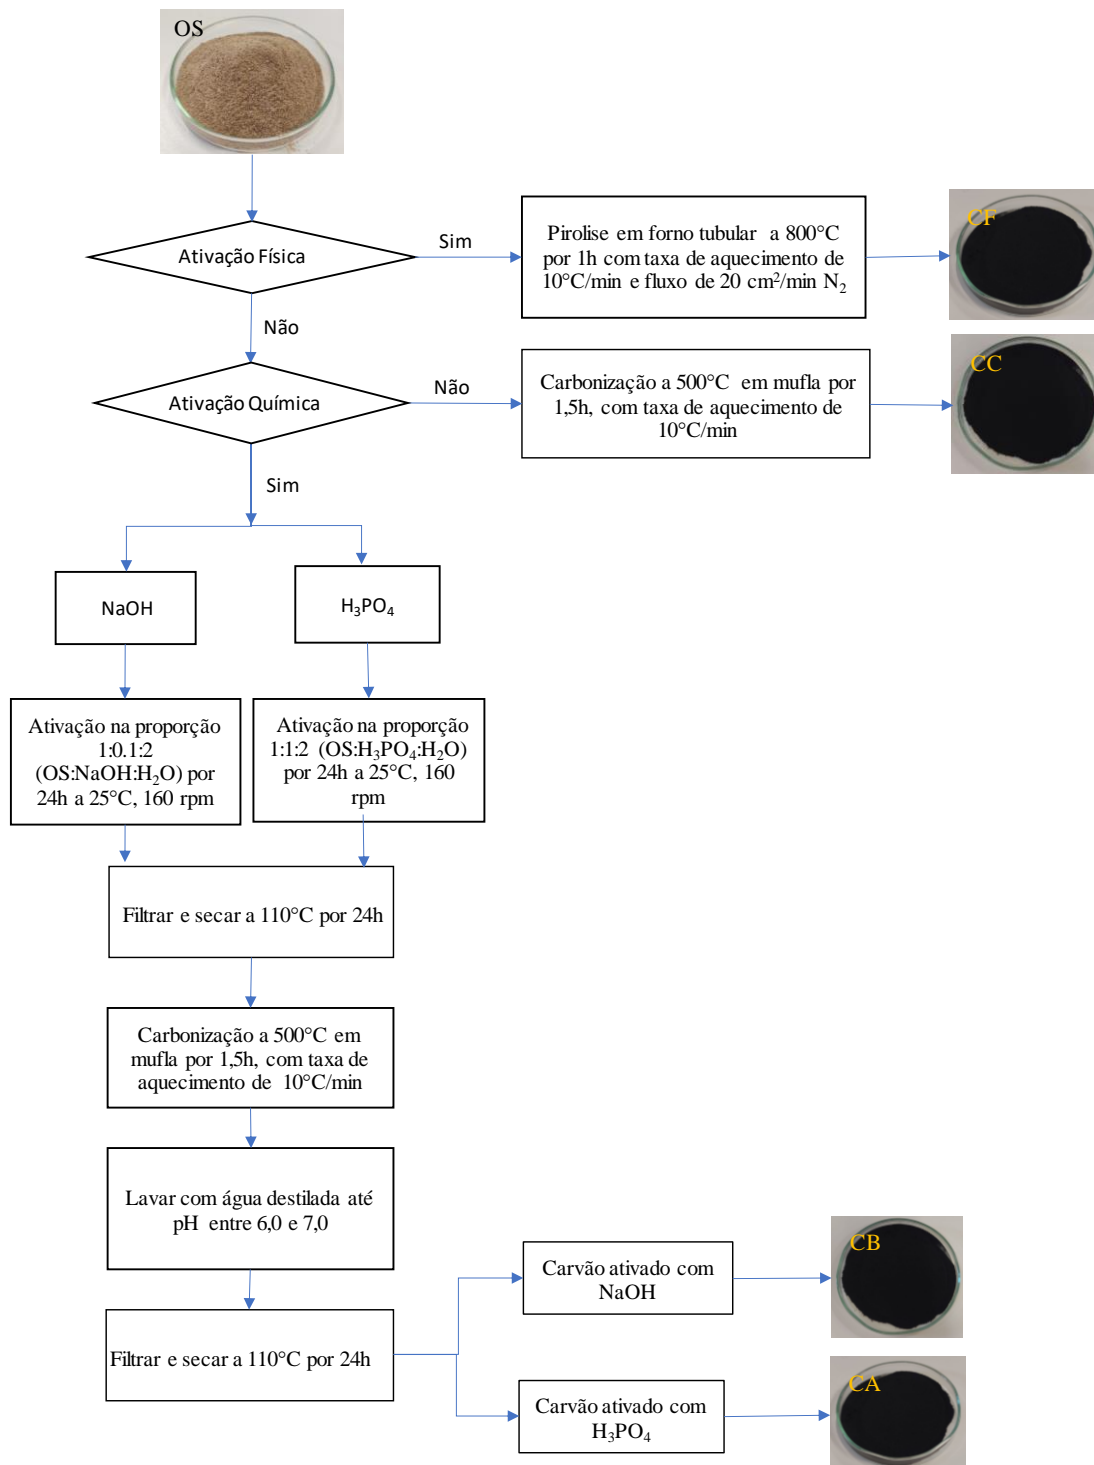 OS
Ativação Física
Sim
Pirolise em forno tubular a 800°C
por 1h com taxa de aquecimento de
10°C/min e fluxo de 20 cm²/min N₂
CF
Não
Ativação Química
Não
Carbonização a 500°C em mufla por
1,5h, com taxa de aquecimento de
10°C/min
CC
Sim
NaOH
H₃PO₄
Ativação na proporção
1:0.1:2
(OS:NaOH:H₂O) por
24h a 25°C, 160 rpm
Ativação na proporção
1:1:2 (OS:H₃PO₄:H₂O)
por 24h a 25°C, 160
rpm
Filtrar e secar a 110°C por 24h
Carbonização a 500°C em
mufla por 1,5h, com taxa de
aquecimento de 10°C/min
Lavar com água destilada até
pH entre 6,0 e 7,0
Filtrar e secar a 110°C por 24h
Carvão ativado com
NaOH
CB
Carvão ativado com
H₃PO₄
CA